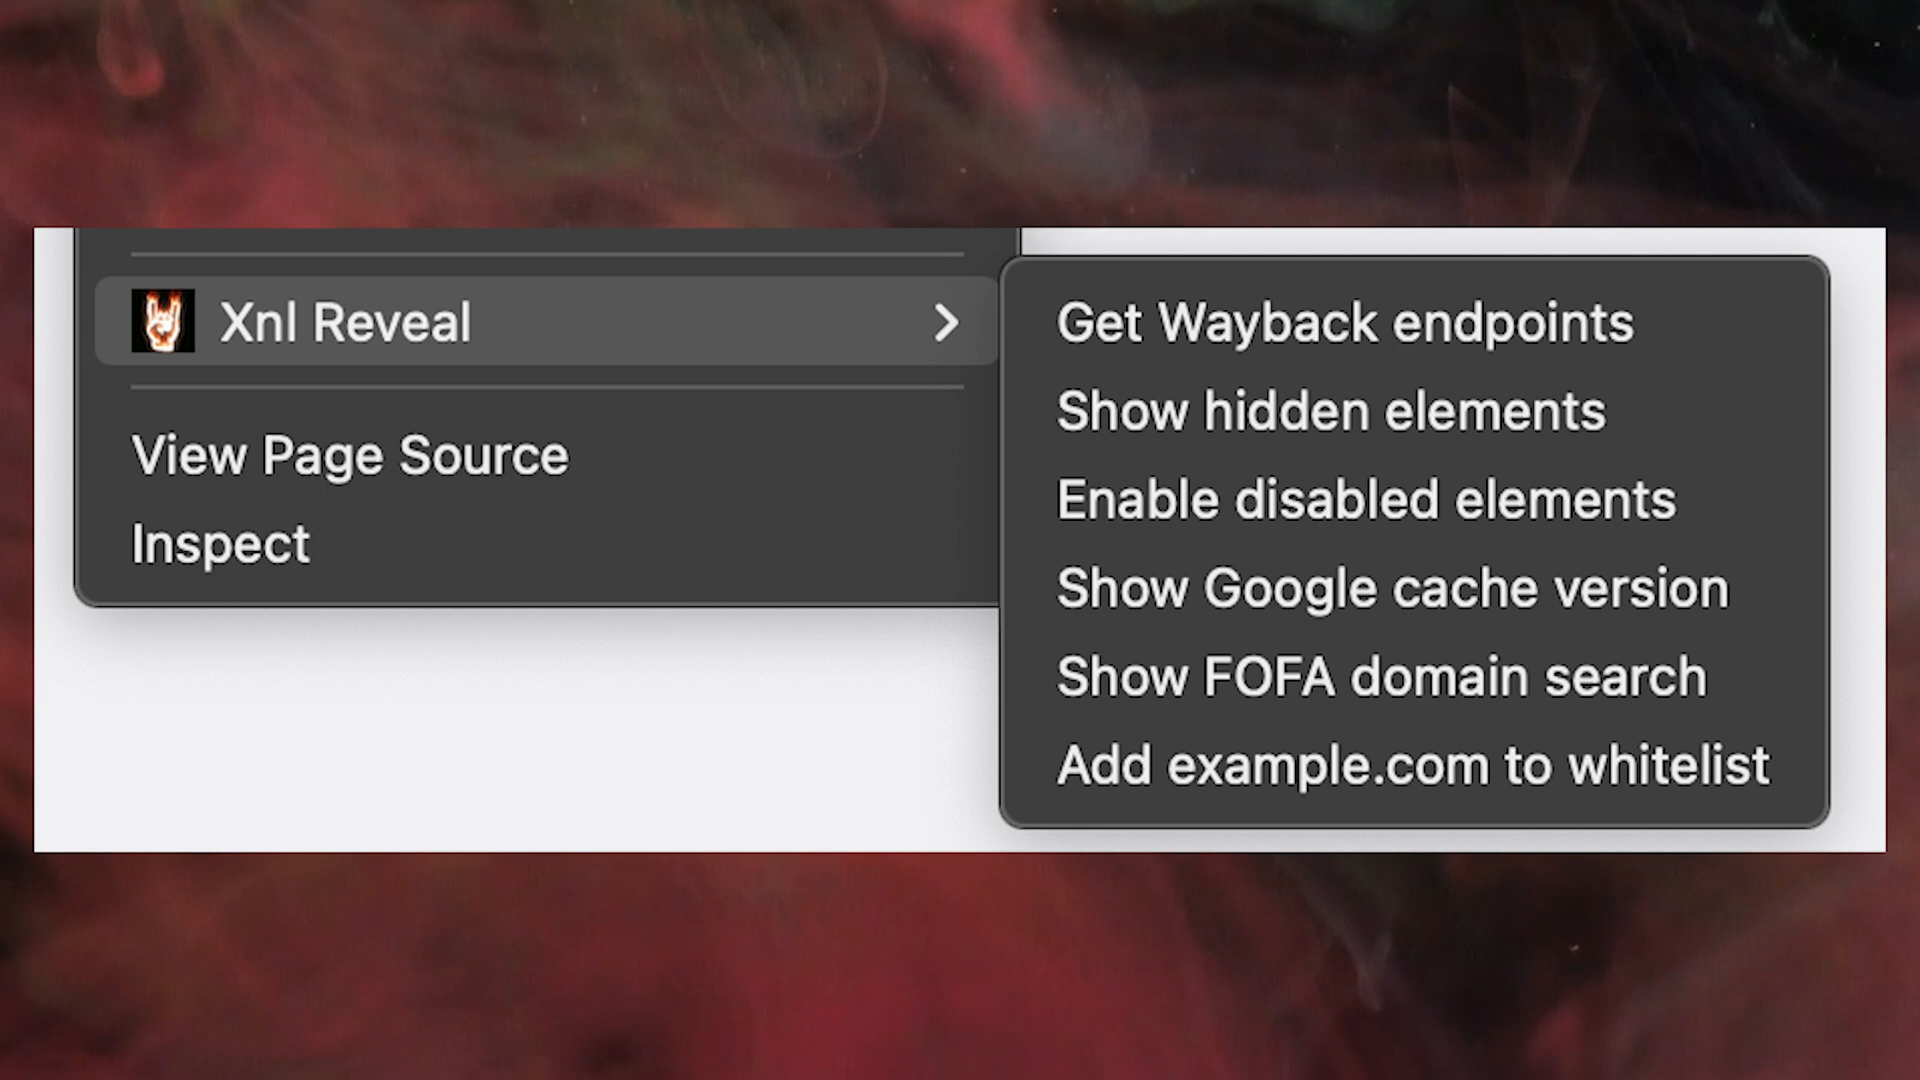 Xnl Reveal
View Page Source
Inspect
Get Wayback endpoints
Show hidden elements
Enable disabled elements
Show Google cache version
Show FOFA domain search
Add example.com to whitelist